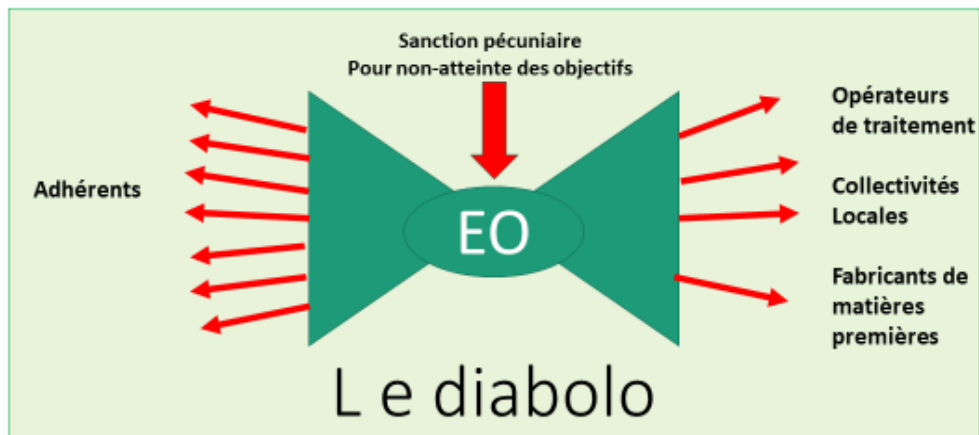 Sanction pécuniaire
Pour non-atteinte des objectifs
Adhérents
EO
Opérateurs
de traitement
Collectivités
Locales
Fabricants de
matières
premières
L e diabolo